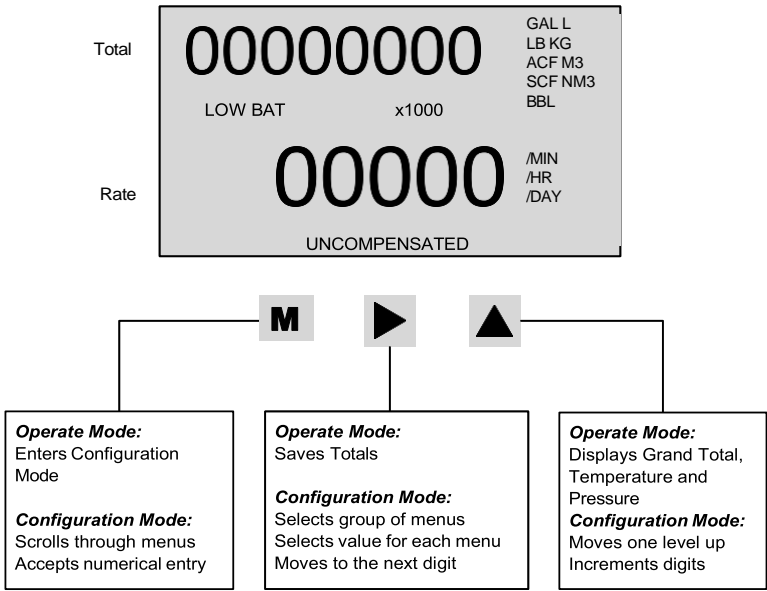 Total
00000000
GAL L
LB KG
ACF M3
SCF NM3
BBL
LOW BAT x1000
Rate
00000
/MIN
/HR
/DAY
UNCOMPENSATED
M
Operate Mode:
Enters Configuration
Mode
Configuration Mode:
Scrolls through menus
Accepts numerical entry
Operate Mode:
Saves Totals
Configuration Mode:
Selects group of menus
Selects value for each menu
Moves to the next digit
Operate Mode:
Displays Grand Total,
Temperature and
Pressure
Configuration Mode:
Moves one level up
Increments digits